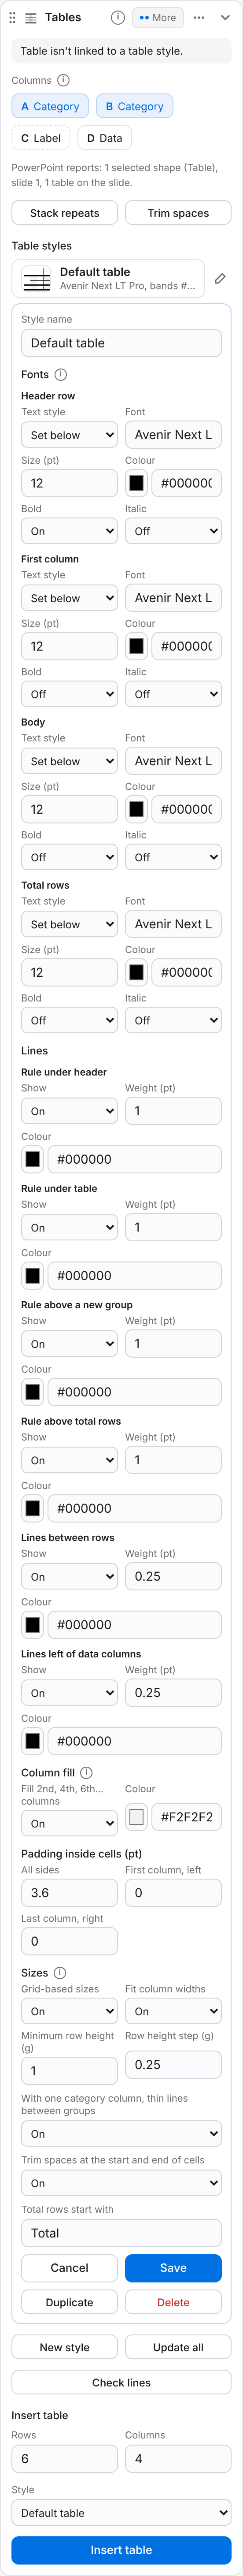 Tables
More
Table isn't linked to a table style.
Columns
A Category
B Category
C Label
D Data
PowerPoint reports: 1 selected shape (Table),
slide 1, 1 table on the slide.
Stack repeats
Trim spaces
Table styles
Default table
Avenir Next LT Pro, bands #...
Style name
Default table
Fonts
Header row
Text style
Font
Set below
Avenir Next L
Size (pt)
Colour
12
#000000
Bold
Italic
On
Off
First column
Text style
Font
Set below
Avenir Next L
Size (pt)
Colour
12
#000000
Bold
Italic
Off
Off
Body
Text style
Font
Set below
Avenir Next L
Size (pt)
Colour
12
#000000
Bold
Italic
Off
Off
Total rows
Text style
Font
Set below
Avenir Next L
Size (pt)
Colour
12
#000000
Bold
Italic
Off
Off
Lines
Rule under header
Show
Weight (pt)
On
1
Colour
#000000
Rule under table
Show
Weight (pt)
On
1
Colour
#000000
Rule above a new group
Show
Weight (pt)
On
1
Colour
#000000
Rule above total rows
Show
Weight (pt)
On
1
Colour
#000000
Lines between rows
Show
Weight (pt)
On
0.25
Colour
#000000
Lines left of data columns
Show
Weight (pt)
On
0.25
Colour
#000000
Column fill
Fill 2nd, 4th, 6th...
columns
Colour
On
#F2F2F2
Padding inside cells (pt)
All sides
First column, left
3.6
0
Last column, right
0
Sizes
Grid-based sizes
Fit column widths
On
On
Minimum row height
(g)
Row height step (g)
1
0.25
With one category column, thin lines
between groups
On
Trim spaces at the start and end of cells
On
Total rows start with
Total
Cancel
Save
Duplicate
Delete
New style
Update all
Check lines
Insert table
Rows
Columns
6
4
Style
Default table
Insert table